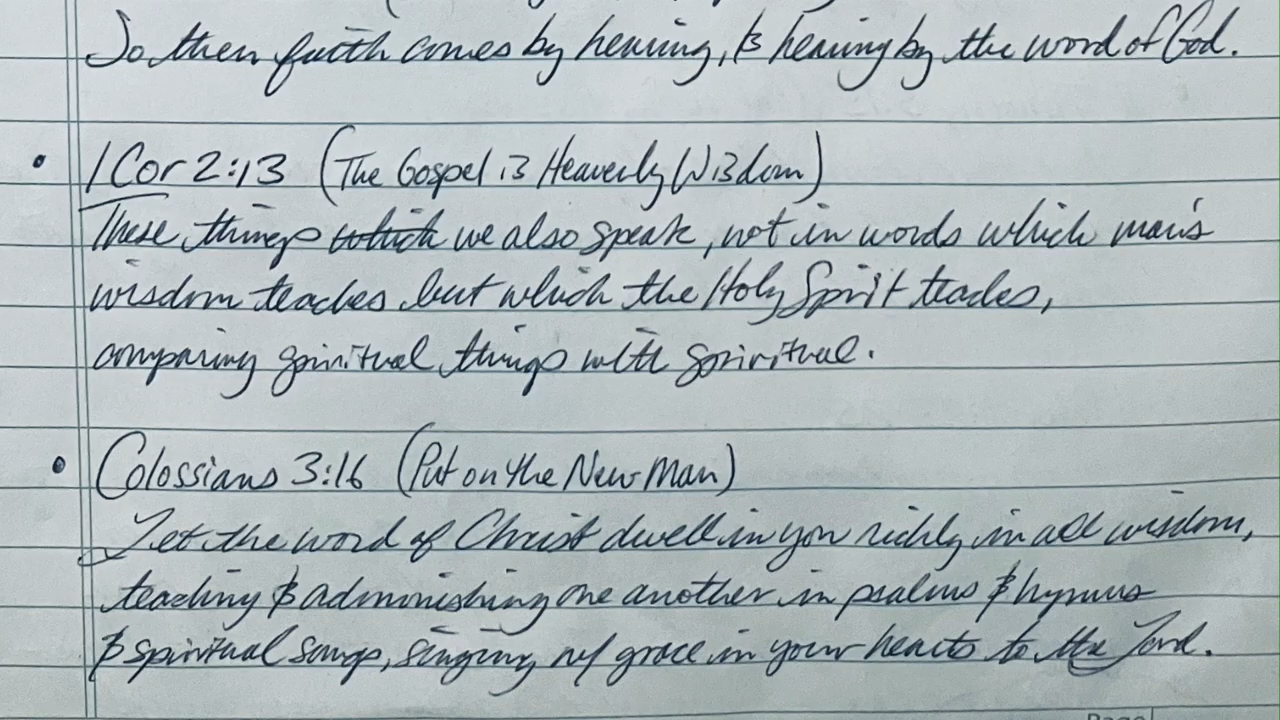 So then faith comes by hearing, & hearing by the word of God.
• 1 Cor 2:13 (The Gospel is Heavenly Wisdom)
These things which we also speak, not in words which man's
wisdom teaches but which the Holy Spirit teaches,
comparing spiritual things with spiritual.
• Colossians 3:16 (Put on the New Man)
Let the word of Christ dwell in you richly in all wisdom,
teaching & admonishing one another in psalms & hymns
& spiritual songs, singing w/ grace in your hearts to the Lord.
Page